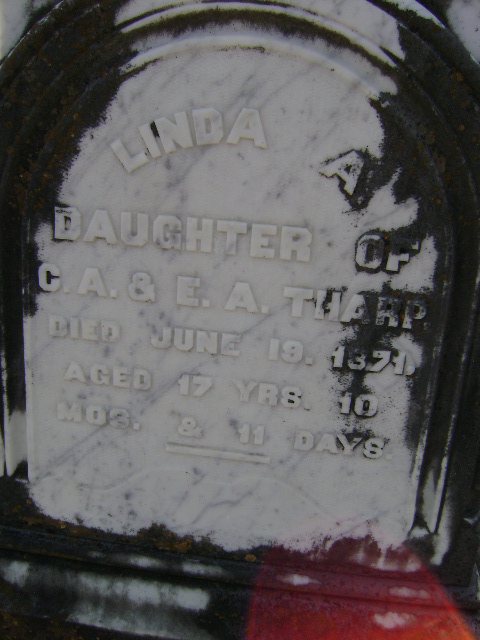 LINDA A.
DAUGHTER OF
C. A. & E. A. THARP
DIED JUNE 19. 1871.
AGED 17 YRS. 10
MOS. & 11 DAYS.